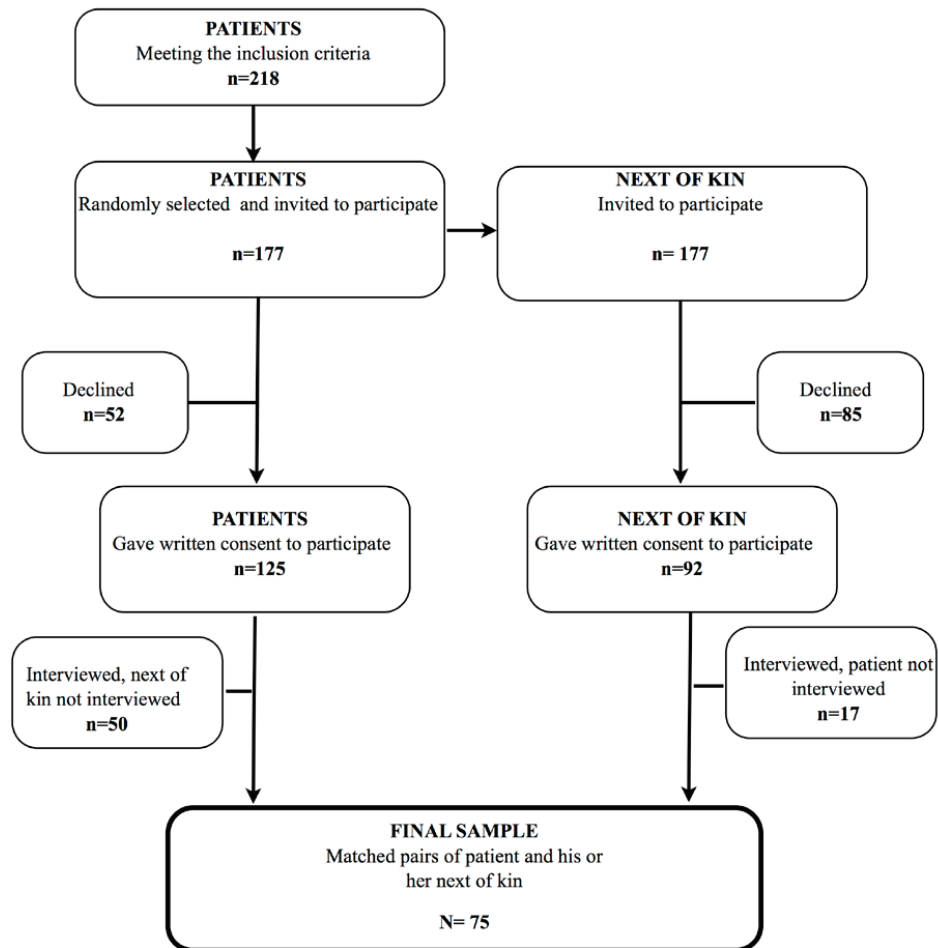 PATIENTS
Meeting the inclusion criteria
n=218
PATIENTS
Randomly selected and invited to participate
n=177
NEXT OF KIN
Invited to participate
n= 177
Declined
n=52
Declined
n=85
PATIENTS
Gave written consent to participate
n=125
NEXT OF KIN
Gave written consent to participate
n=92
Interviewed, next of
kin not interviewed
n=50
Interviewed, patient not
interviewed
n=17
FINAL SAMPLE
Matched pairs of patient and his or
her next of kin
N= 75